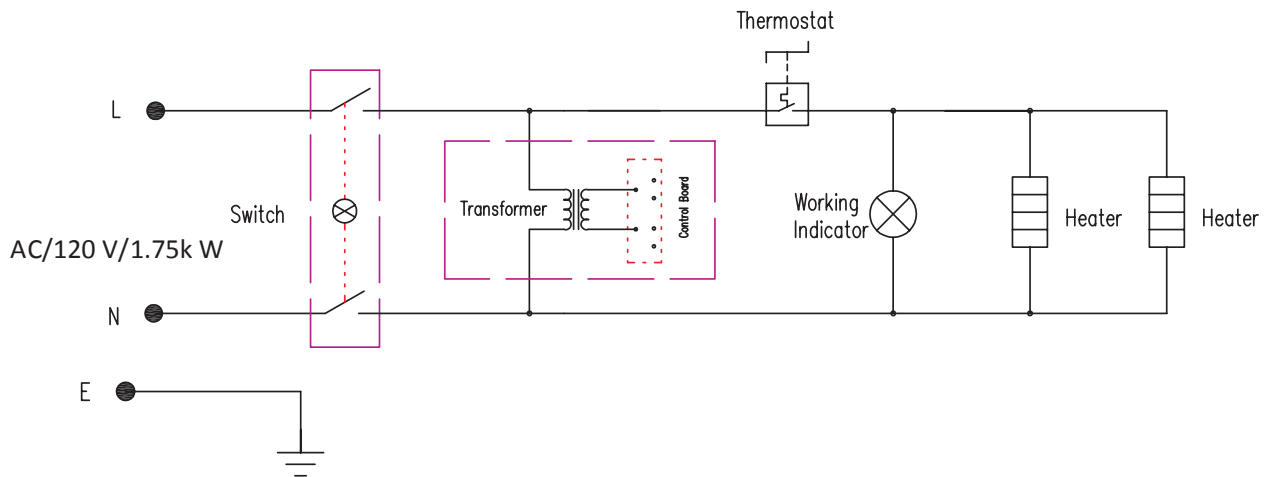 Thermostat
L
Transformer
Control Board
Switch
Working
Indicator
Heater
Heater
AC/120 V/1.75k W
N
E